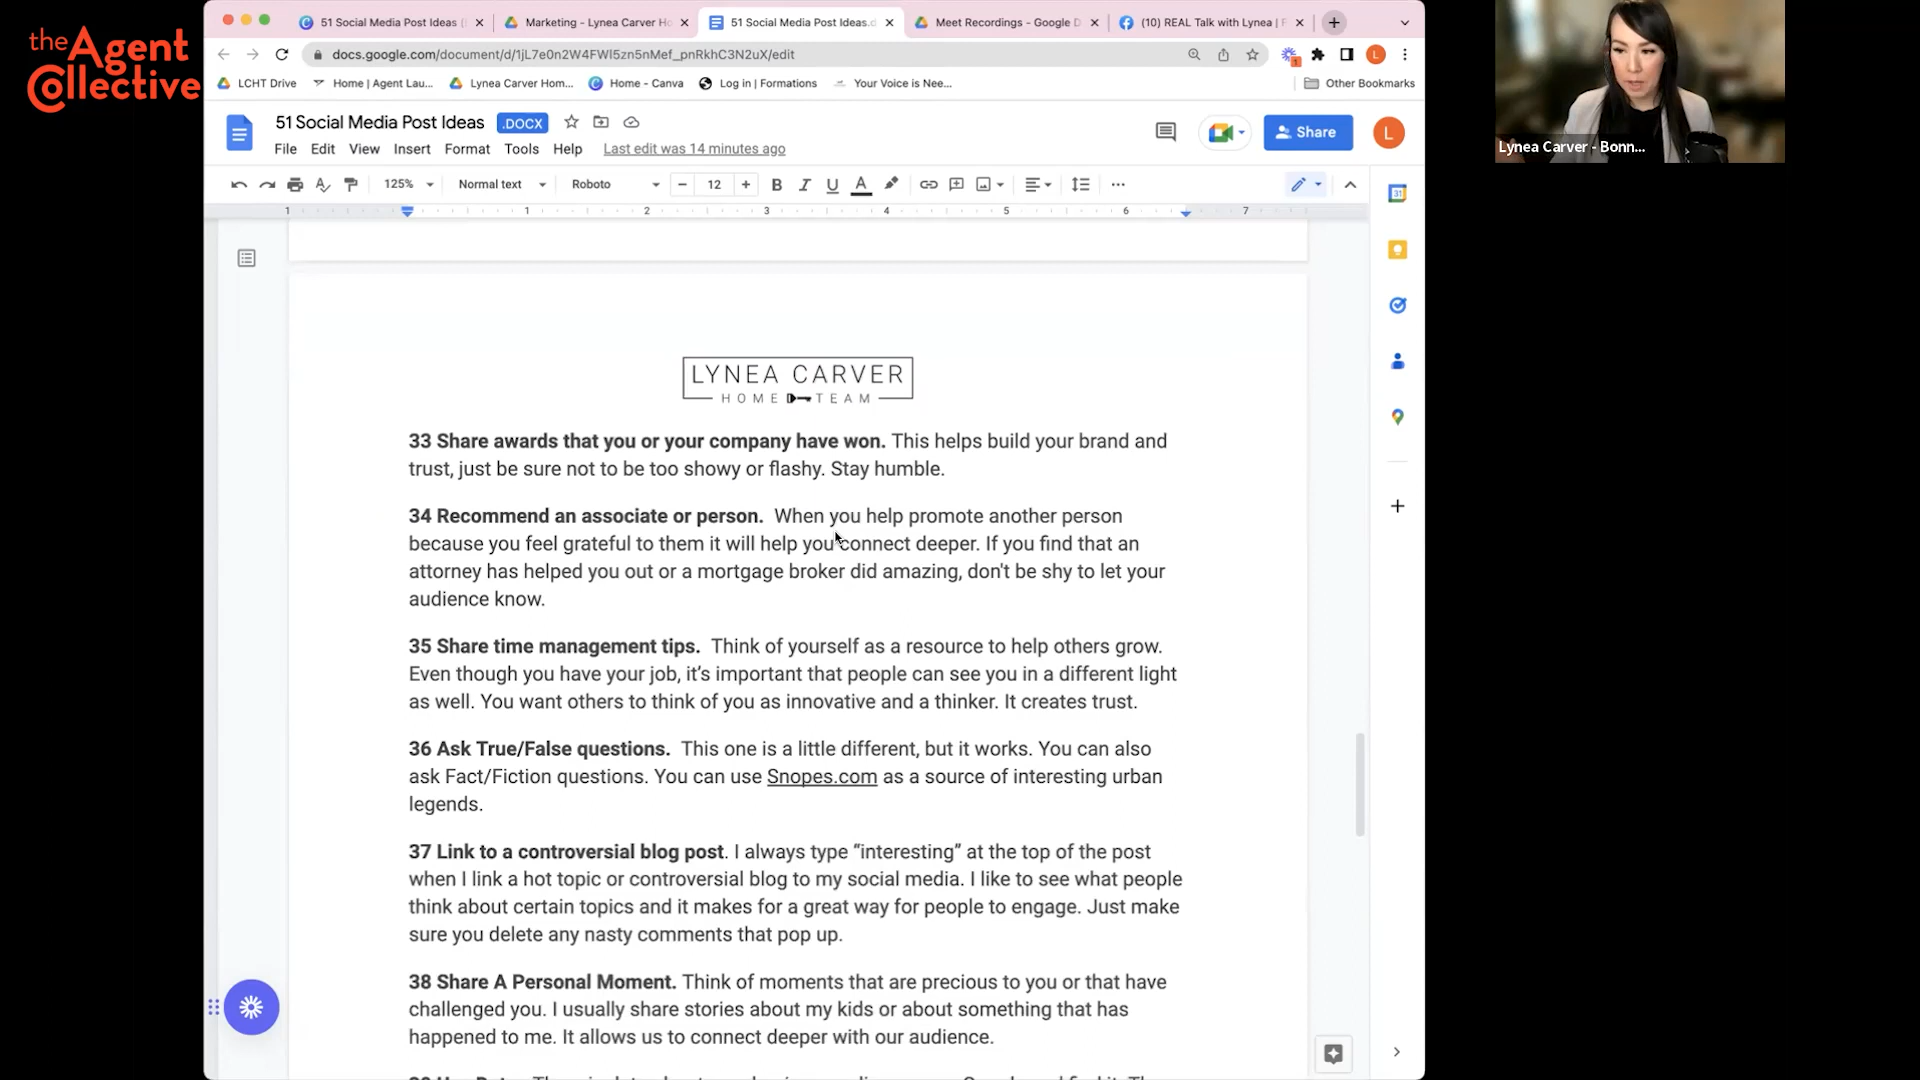 the
Agent
Collective
51 Social Media Post Ideas (
Marketing - Lynea Carver Ho
51 Social Media Post Ideas.d
Meet Recordings - Google D
(10) REAL Talk with Lynea | F
docs.google.com/document/d/1jL7e0n2W4FWl5zn5nMef_pnRkhC3N2uX/edit
L
LCHT Drive
Home | Agent Lau...
Lynea Carver Hom...
Home - Canva
Log in | Formations
Your Voice is Nee...
Other Bookmarks
Lynea Carver - Bonn...
51 Social Media Post Ideas .DOCX
Share
L
File Edit View Insert Format Tools Help Last edit was 14 minutes ago
125% Normal text Roboto 12 B I U A
1 1 2 3 4 5 6 7
31
LYNEA CARVER
HOME TEAM
33 Share awards that you or your company have won. This helps build your brand and
trust, just be sure not to be too showy or flashy. Stay humble.
34 Recommend an associate or person. When you help promote another person
because you feel grateful to them it will help you connect deeper. If you find that an
attorney has helped you out or a mortgage broker did amazing, don't be shy to let your
audience know.
35 Share time management tips. Think of yourself as a resource to help others grow.
Even though you have your job, it's important that people can see you in a different light
as well. You want others to think of you as innovative and a thinker. It creates trust.
36 Ask True/False questions. This one is a little different, but it works. You can also
ask Fact/Fiction questions. You can use Snopes.com as a source of interesting urban
legends.
37 Link to a controversial blog post. I always type “interesting” at the top of the post
when I link a hot topic or controversial blog to my social media. I like to see what people
think about certain topics and it makes for a great way for people to engage. Just make
sure you delete any nasty comments that pop up.
38 Share A Personal Moment. Think of moments that are precious to you or that have
challenged you. I usually share stories about my kids or about something that has
happened to me. It allows us to connect deeper with our audience.